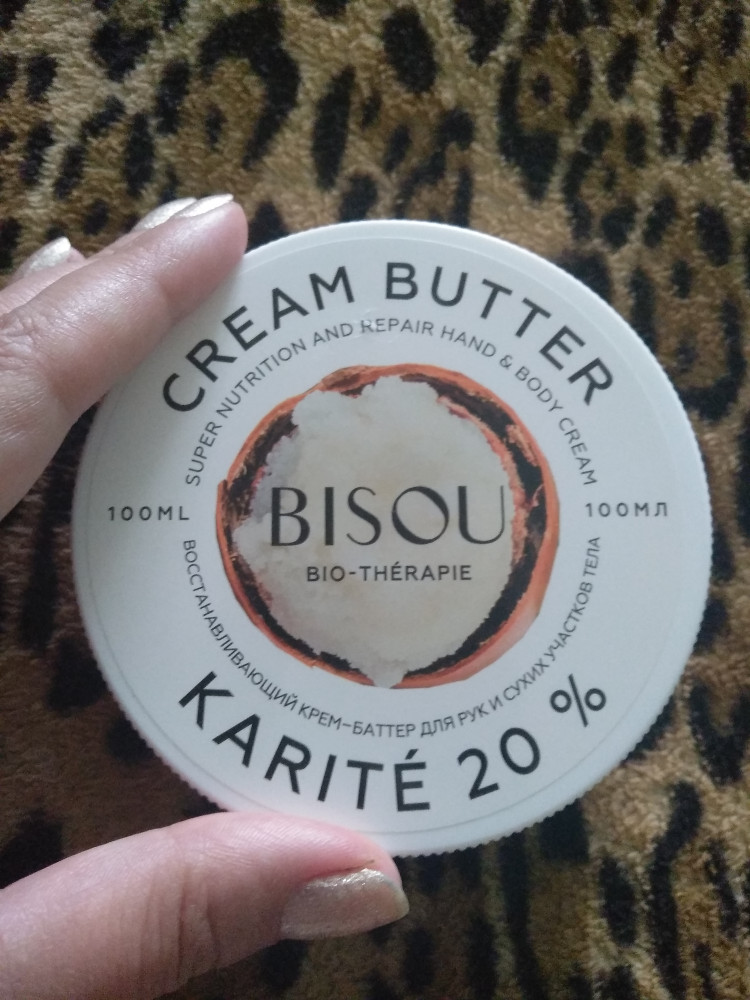 CREAM BUTTER
SUPER NUTRITION AND REPAIR HAND & BODY CREAM
100ML
BISOU
100МЛ
BIO-THÉRAPIE
ВОССТАНАВЛИВАЮЩИЙ КРЕМ-БАТТЕР ДЛЯ РУК И СУХИХ УЧАСТКОВ ТЕЛА
KARITÉ 20 %